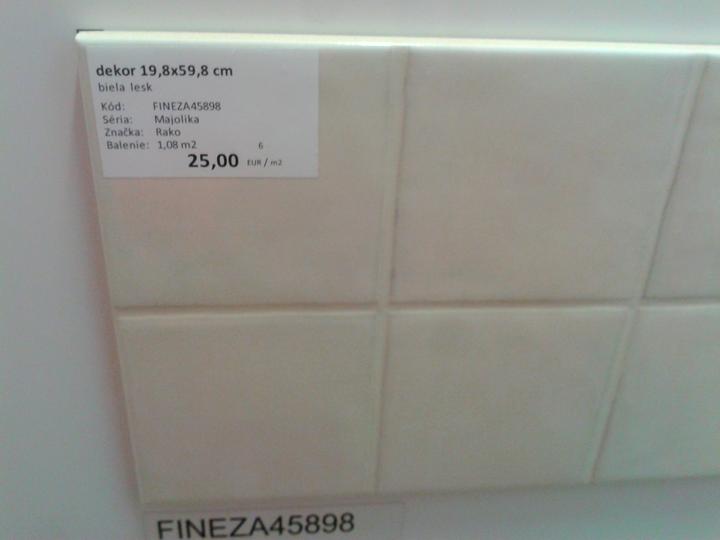 dekor 19,8x59,8 cm
biela lesk
Kód: FINEZA45898
Séria: Majolika
Značka: Rako
Balenie: 1,08 m2 6
25,00 EUR / m2
FINEZA45898